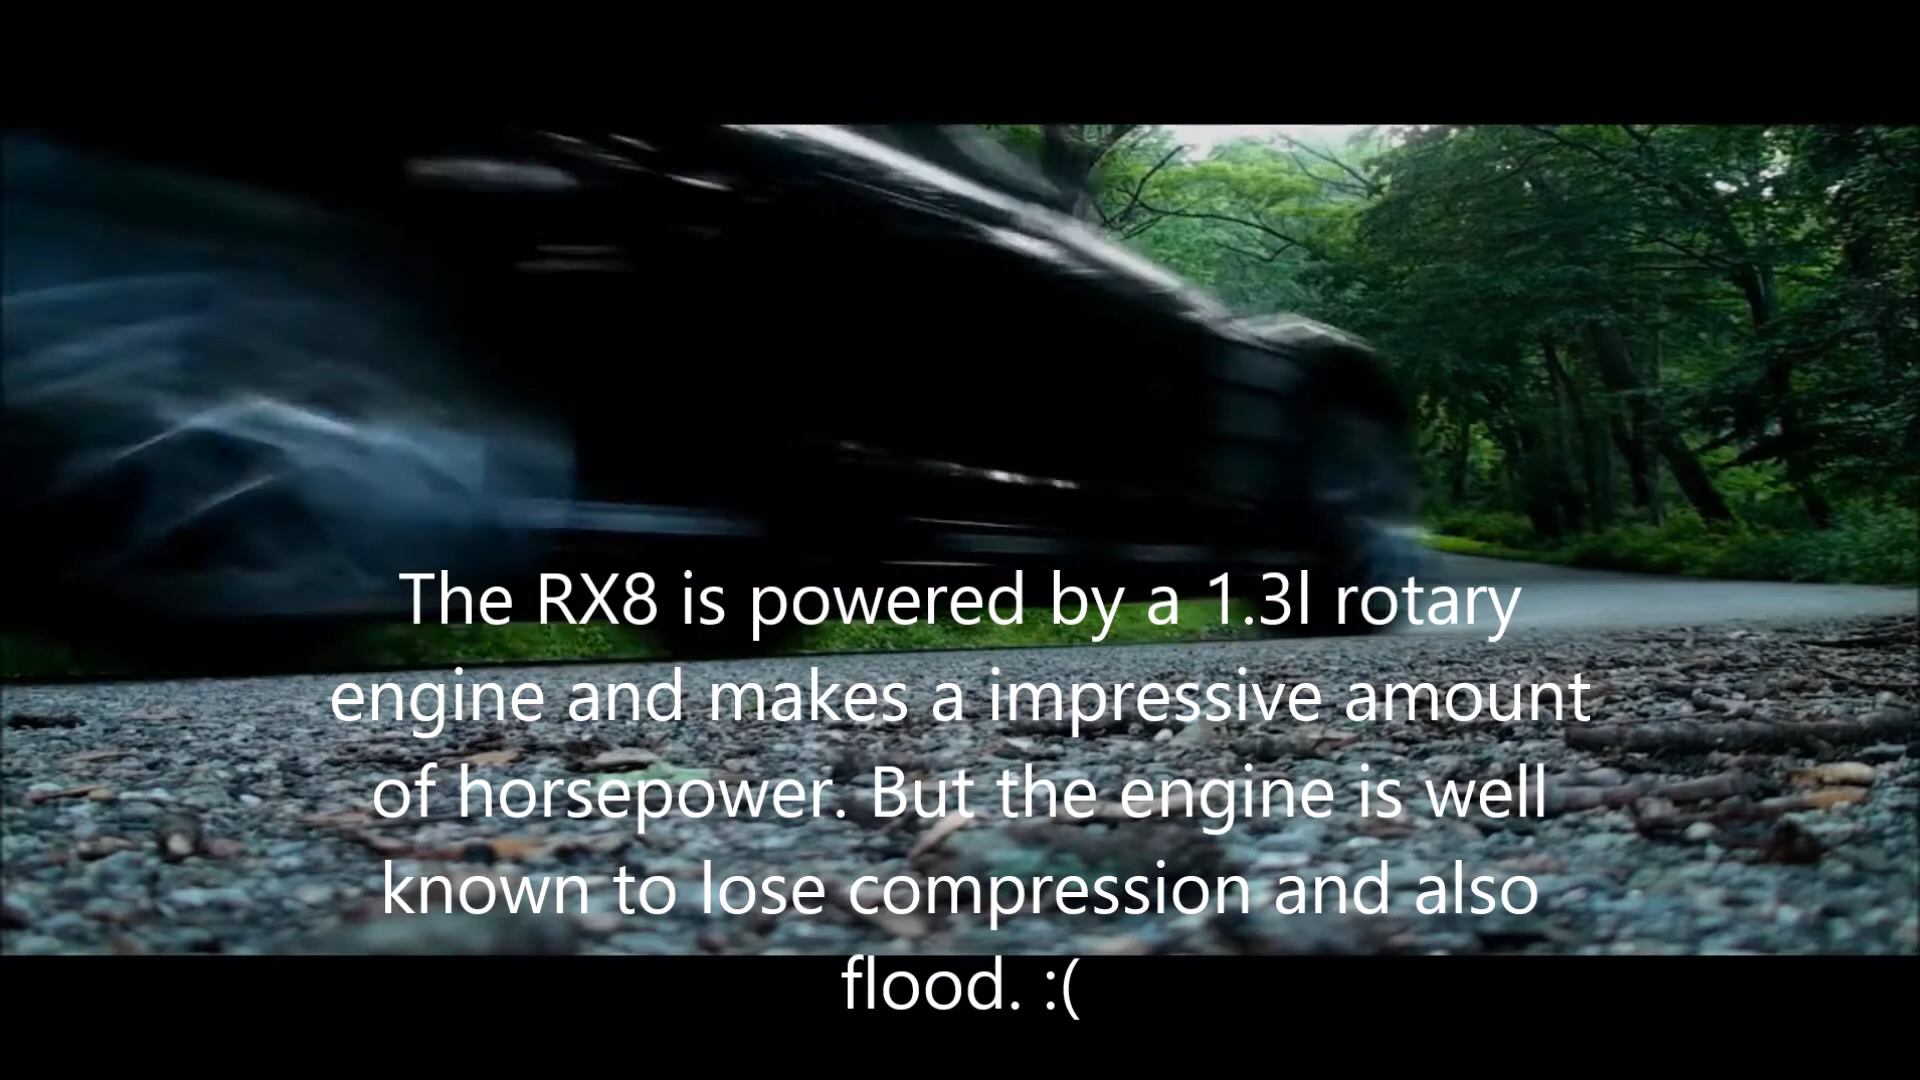 The RX8 is powered by a 1.3l rotary
engine and makes a impressive amount
of horsepower. But the engine is well
known to lose compression and also
flood. :(